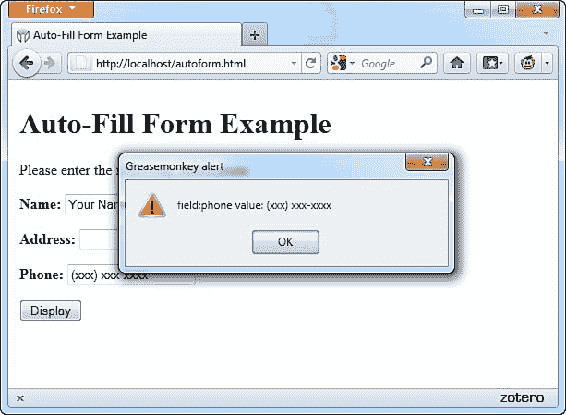 Firefox
Auto-Fill Form Example
http://localhost/autoform.html
Google
Auto-Fill Form Example
Please enter the
Greasemonkey alert
field:phone value: (xxx) xxx-xxxx
OK
Name: Your Nam
Address:
Phone: (xxx) xxx-xxxx
Display
zotero